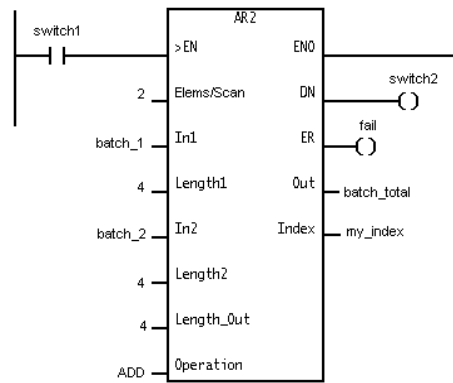 AR2
switch1
>EN ENO
2 Elems/Scan DN switch2
batch_1 In1 ER fail
4 Length1 Out batch_total
batch_2 In2 Index my_index
4 Length2
4 Length_Out
ADD Operation